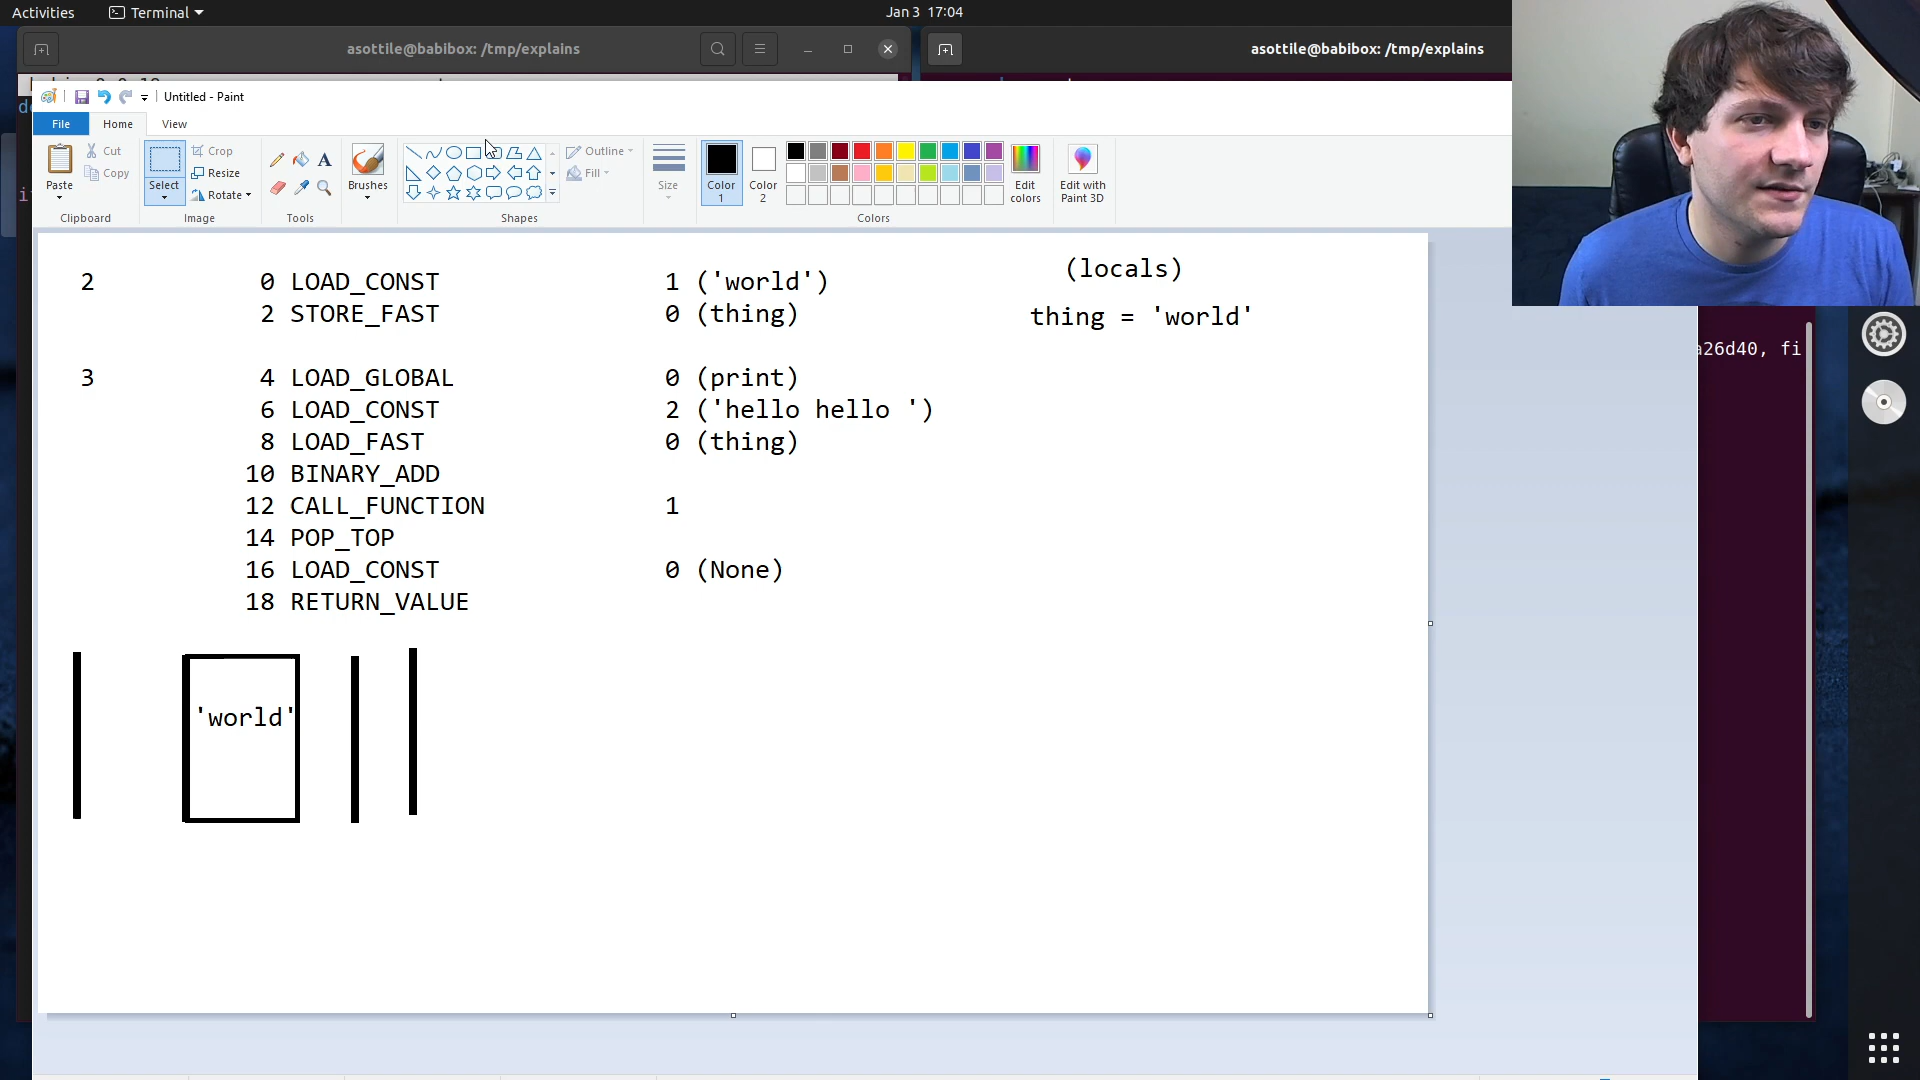 Activities
Terminal
Jan 3 17:04
asottile@babibox: /tmp/explains
asottile@babibox: /tmp/explains
Untitled - Paint
File
Home
View
Paste
Cut
Copy
Clipboard
Select
Crop
Resize
Rotate
Image
Tools
Brushes
Shapes
Outline
Fill
Size
Color 1
Color 2
Colors
Edit colors
Edit with Paint 3D
2 0 LOAD_CONST 1 ('world')
2 STORE_FAST 0 (thing)
3 4 LOAD_GLOBAL 0 (print)
6 LOAD_CONST 2 ('hello hello ')
8 LOAD_FAST 0 (thing)
10 BINARY_ADD
12 CALL_FUNCTION 1
14 POP_TOP
16 LOAD_CONST 0 (None)
18 RETURN_VALUE
(locals)
thing = 'world'
'world'
a26d40, fi